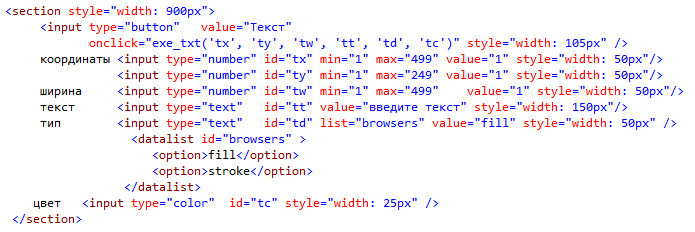 <section style="width: 900px">
<input type="button" value="Текст"
onclick="exe_txt('tx', 'ty', 'tw', 'tt', 'td', 'tc')" style="width: 105px" />
координаты <input type="number" id="tx" min="1" max="499" value="1" style="width: 50px"/>
<input type="number" id="ty" min="1" max="249" value="1" style="width: 50px"/>
ширина <input type="number" id="tw" min="1" max="499" value="1" style="width: 50px"/>
текст <input type="text" id="tt" value="введите текст" style="width: 150px"/>
тип <input type="text" id="td" list="browsers" value="fill" style="width: 50px" />
<datalist id="browsers" >
<option>fill</option>
<option>stroke</option>
</datalist>
цвет <input type="color" id="tc" style="width: 25px" />
</section>